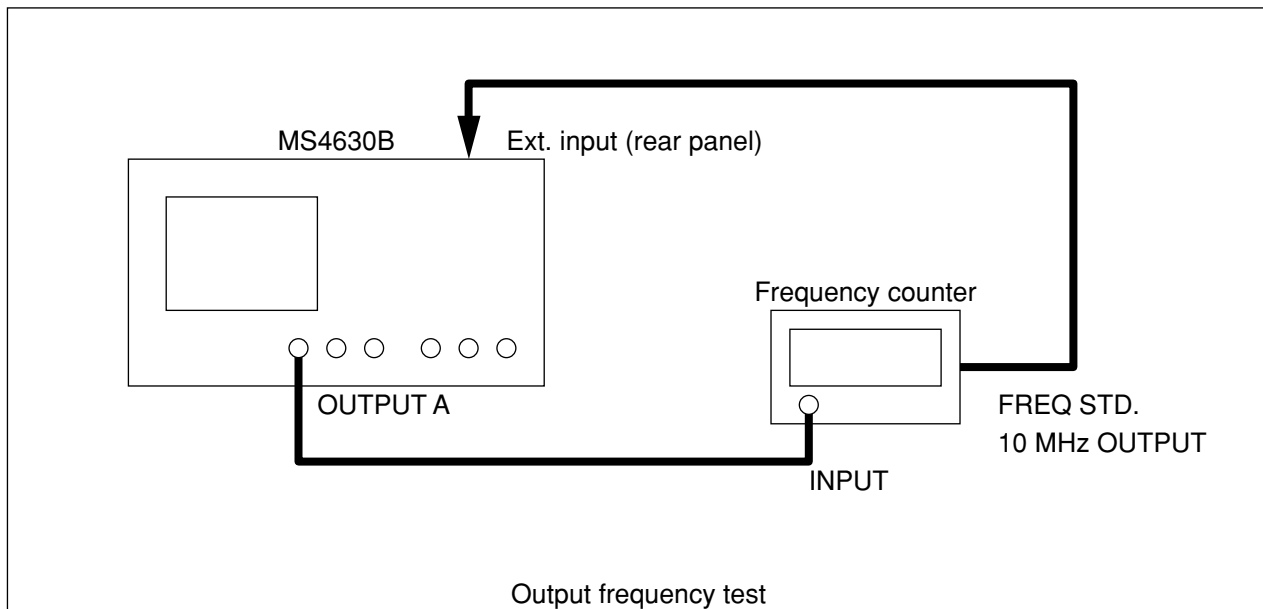 MS4630B
Ext. input (rear panel)
Frequency counter
OUTPUT A
FREQ STD.
10 MHz OUTPUT
INPUT
Output frequency test